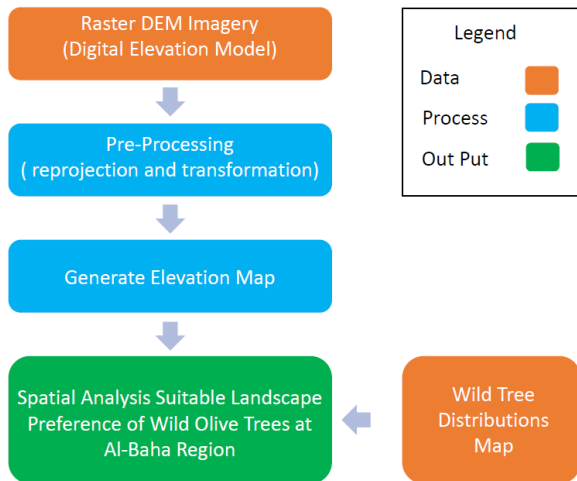 Raster DEM Imagery
(Digital Elevation Model)
Pre-Processing
( reprojection and transformation)
Generate Elevation Map
Spatial Analysis Suitable Landscape
Preference of Wild Olive Trees at
Al-Baha Region
Wild Tree
Distributions
Map
Legend
Data
Process
Out Put